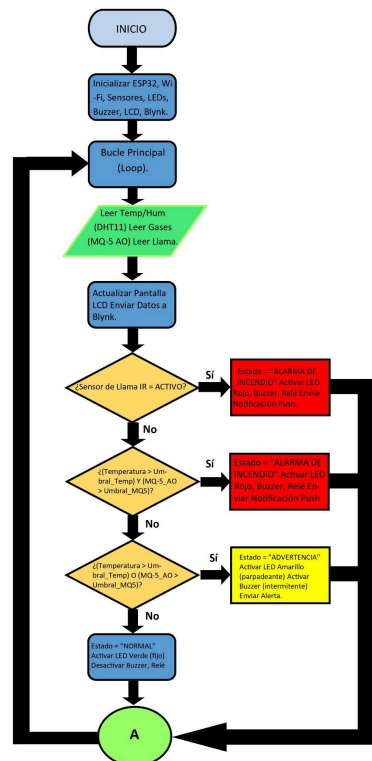 INICIO
Inicializar ESP32, Wi
-Fi, Sensores, LEDs,
Buzzer, LCD, Blynk.
Bucle Principal
(Loop).
Leer Temp/Hum
(DHT11) Leer Gases
(MQ-5 AO) Leer Llama.
Actualizar Pantalla
LCD Enviar Datos a
Blynk.
¿Sensor de Llama IR = ACTIVO?
Sí
Estado = "ALARMA DE
INCENDIO" Activar LED
Rojo, Buzzer, Relé Enviar
Notificación Push.
No
¿(Temperatura > Um-
bral_Temp) Y (MQ-5_AO
> Umbral_MQ5)?
Sí
Estado = "ALARMA DE
INCENDIO" Activar LED
Rojo, Buzzer, Relé En-
viar Notificación Push
No
¿(Temperatura > Um-
bral_Temp) O (MQ-5_AO >
Umbral_MQ5)?
Sí
Estado = "ADVERTENCIA"
Activar LED Amarillo
(parpadeante) Activar
Buzzer (intermitente)
Enviar Alerta.
No
Estado = "NORMAL"
Activar LED Verde (fijo)
Desactivar Buzzer, Relé
A